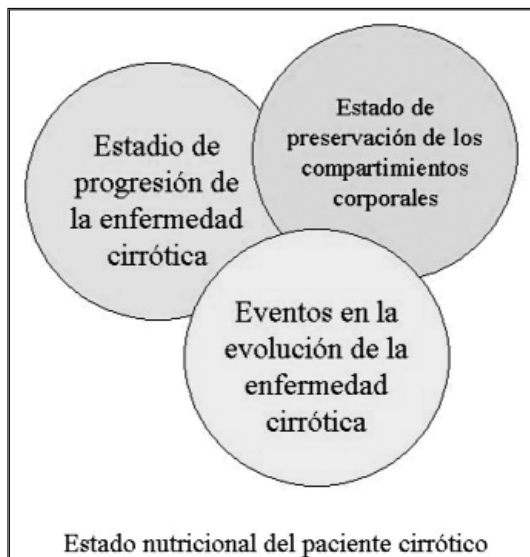 Estadio de
progresión de
la enfermedad
cirrótica
Estado de
preservación de los
compartimientos
corporales
Eventos en la
evolución de la
enfermedad
cirrótica
Estado nutricional del paciente cirrótico